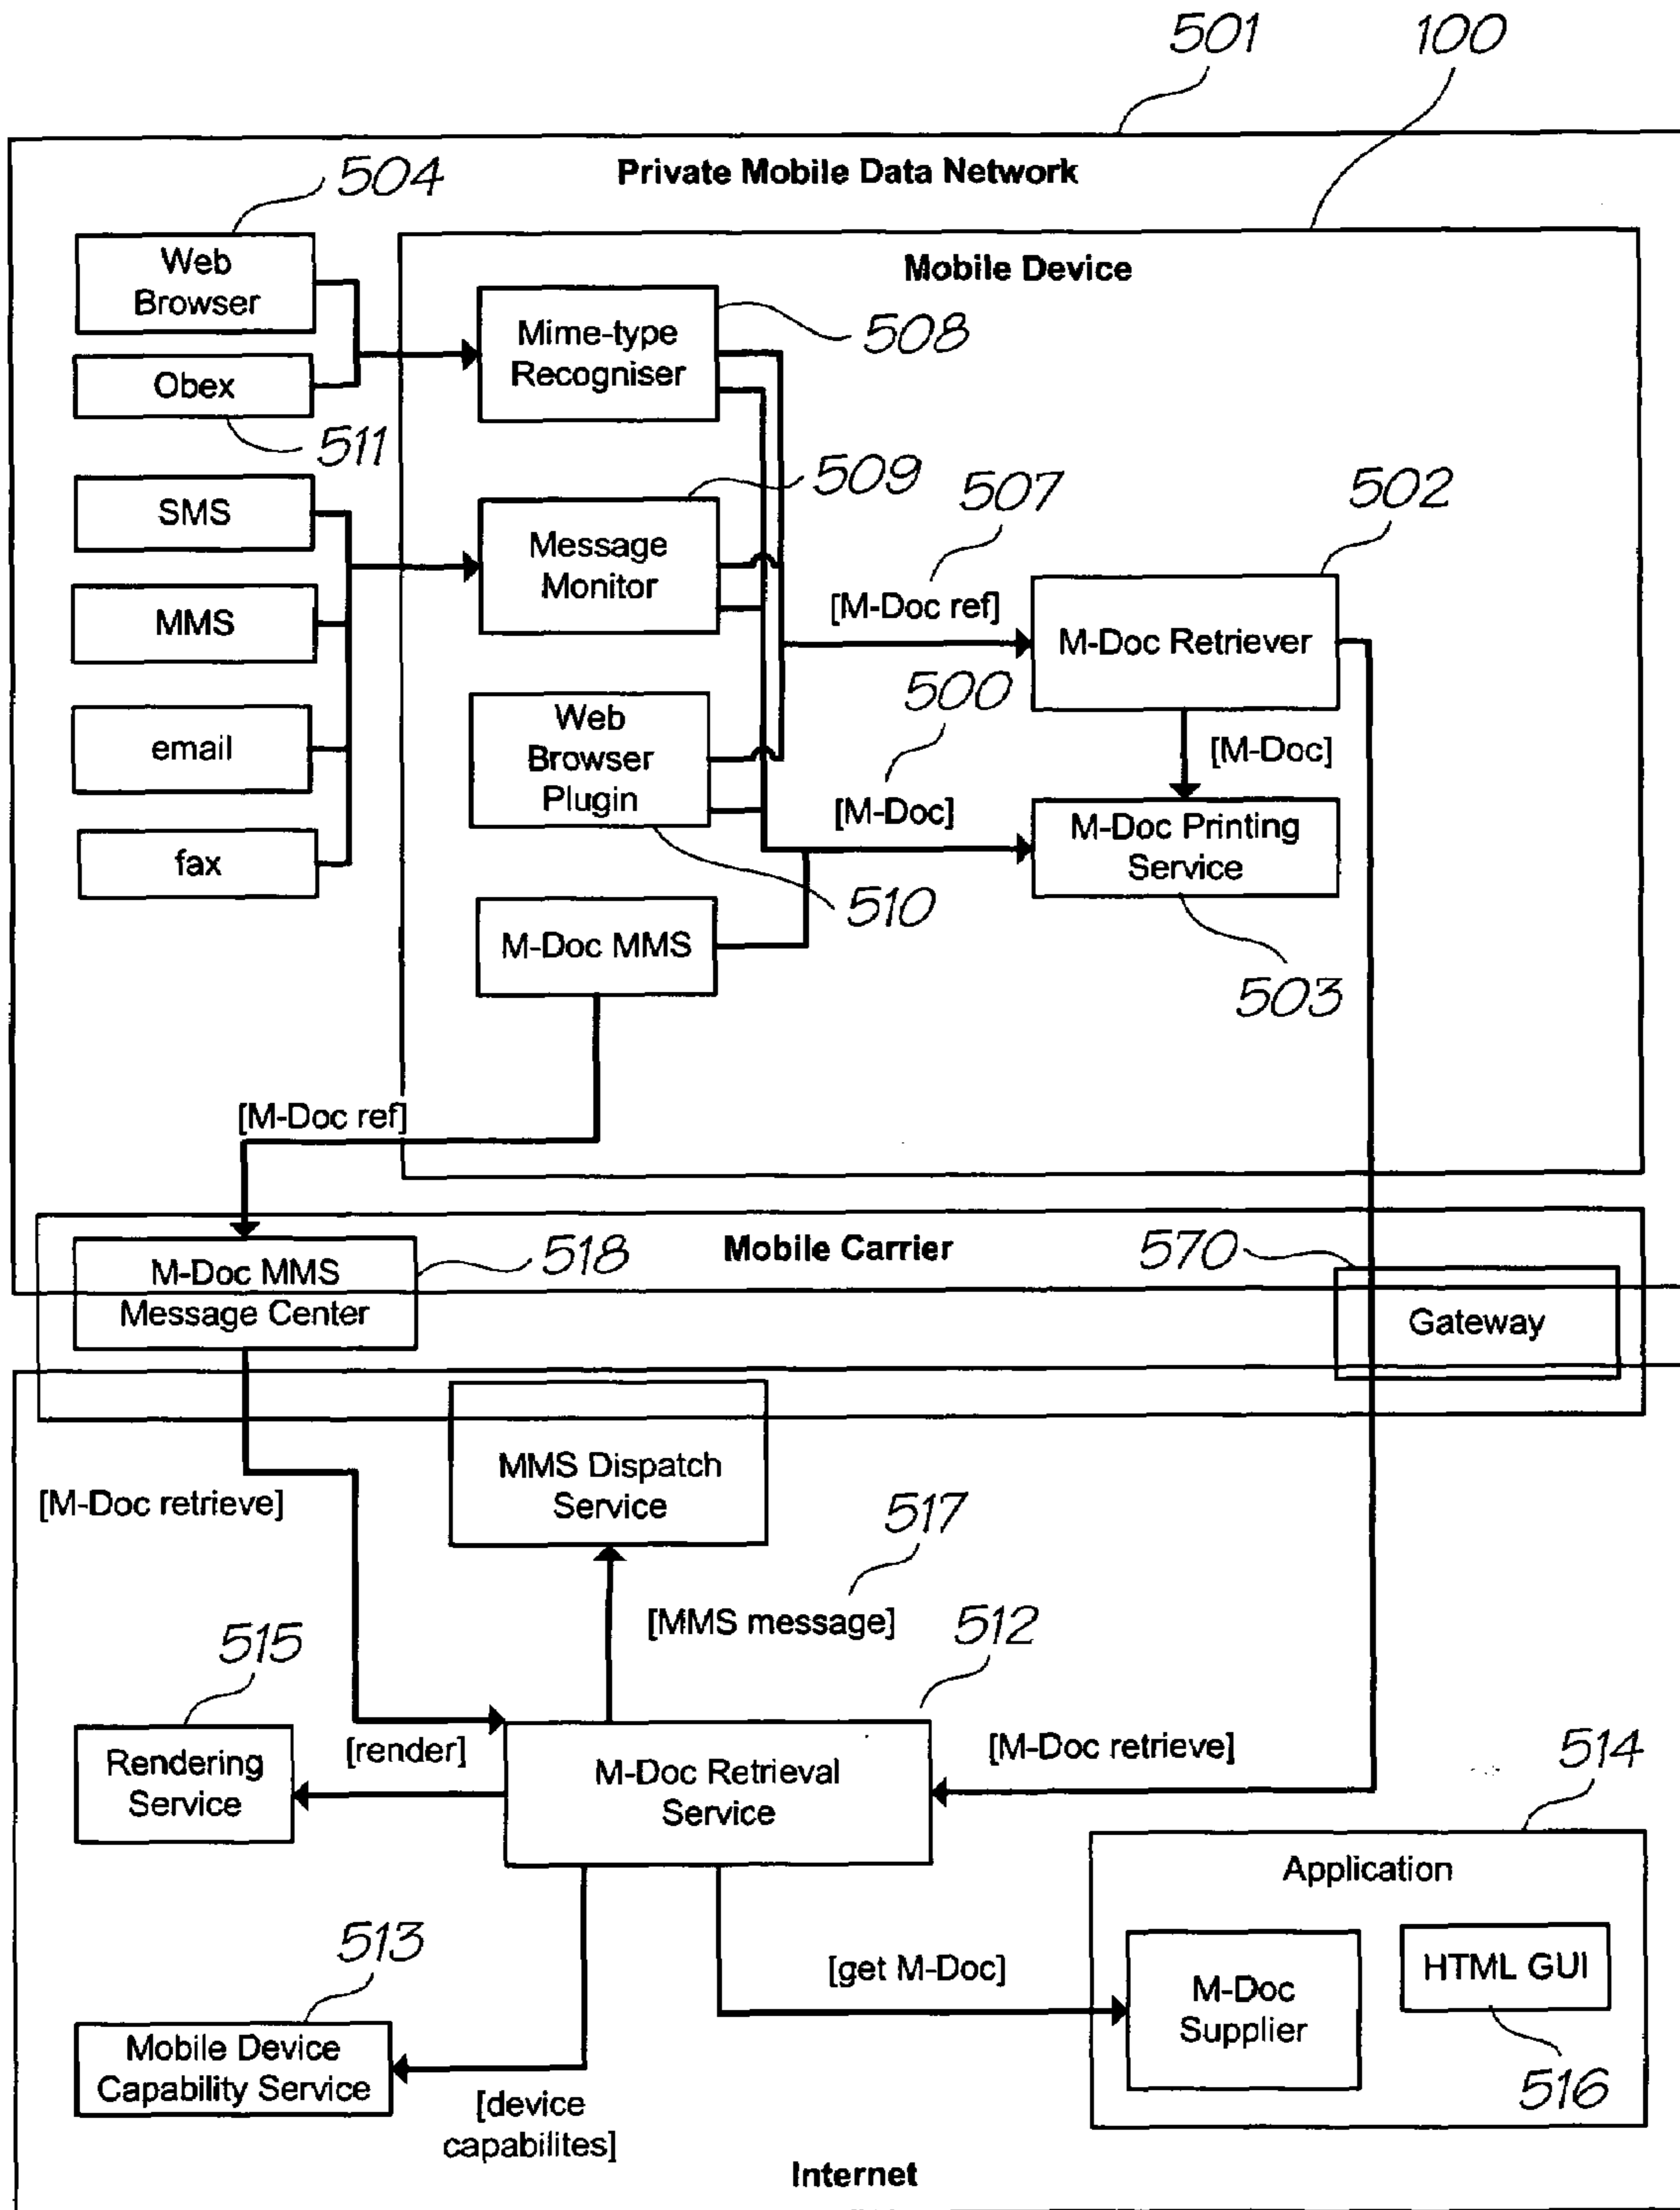 501
100
Private Mobile Data Network
504
Web
Browser
Mobile Device
Mime-type
Recogniser
508
Obex
511
509
507
502
SMS
Message
Monitor
[M-Doc ref]
M-Doc Retriever
MMS
500
Web
Browser
Plugin
email
[M-Doc]
[M-Doc]
M-Doc Printing
Service
fax
510
M-Doc MMS
503
[M-Doc ref]
518
Mobile Carrier
570
M-Doc MMS
Message Center
Gateway
MMS Dispatch
Service
[M-Doc retrieve]
517
[MMS message]
512
515
[render]
[M-Doc retrieve]
514
Rendering
Service
M-Doc Retrieval
Service
Application
513
[get M-Doc]
HTML GUI
M-Doc
Supplier
Mobile Device
Capability Service
516
[device
capabilites]
Internet